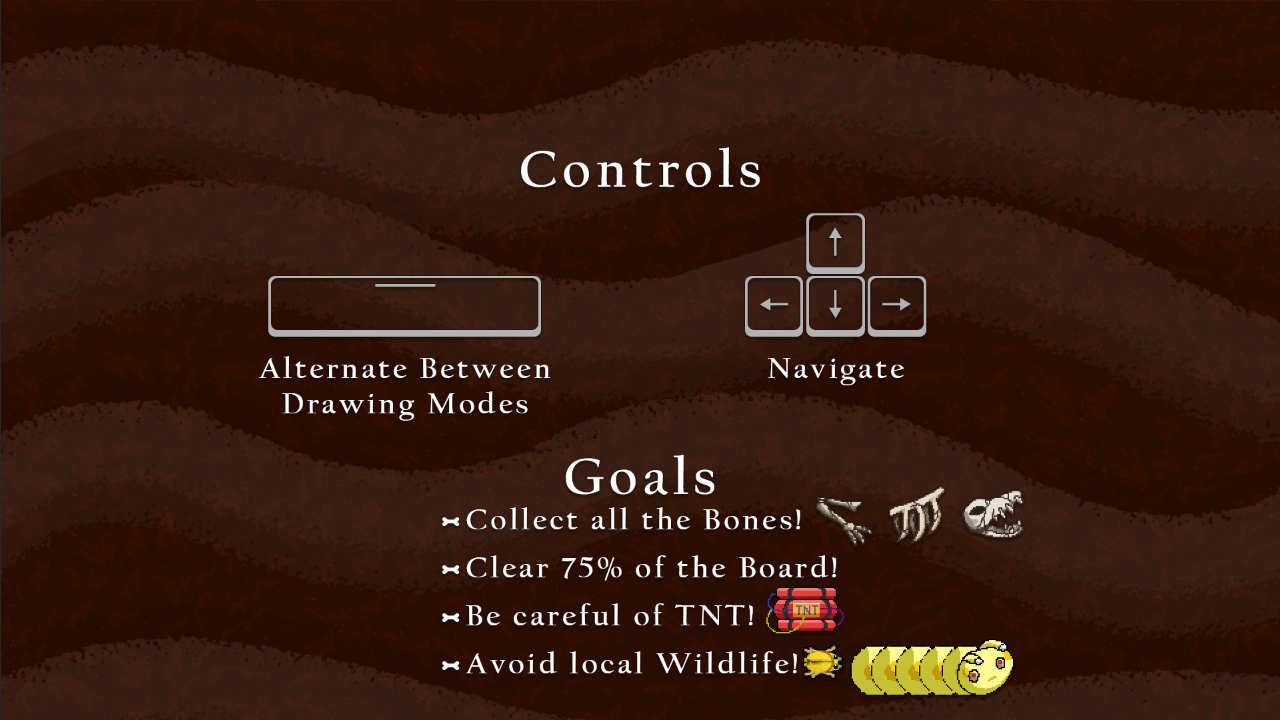 Controls
Alternate Between
Drawing Modes
Navigate
Goals
Collect all the Bones!
Clear 75% of the Board!
Be careful of TNT!
TNT
Avoid local Wildlife!